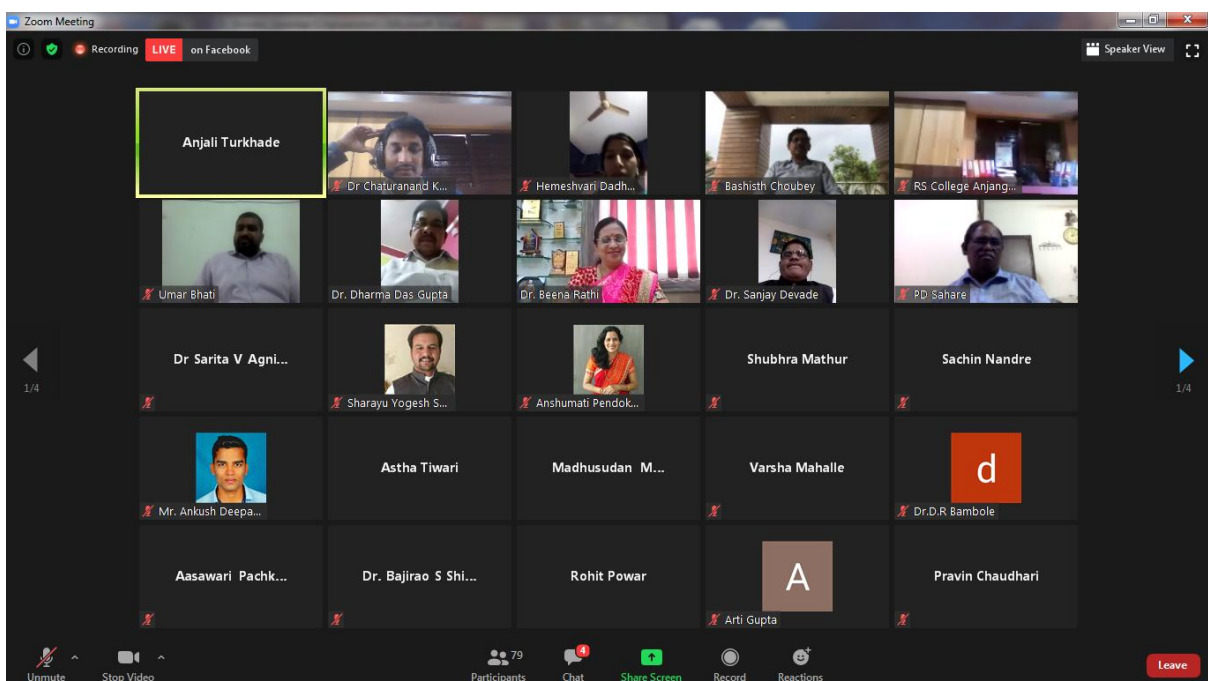 Zoom Meeting
Recording LIVE on Facebook
Speaker View
Anjali Turkhade
Dr Chaturanand K...
Hemeshvari Dadh...
Bashisth Choubey
RS College Anjang...
Umar Bhati
Dr. Dharma Das Gupta
Dr. Beena Rathi
Dr. Sanjay Devade
PD Sahare
Dr Sarita V Agni...
Sharayu Yogesh S...
Anshumati Pendok...
Shubhra Mathur
Sachin Nandre
1/4
1/4
Mr. Ankush Deepa...
Astha Tiwari
Madhusudan M...
Varsha Mahalle
d
Dr.D.R Bambole
Aasawari Pachk...
Dr. Bajirao S Shi...
Rohit Powar
A
Arti Gupta
Pravin Chaudhari
Unmute
Stop Video
79
Participants
4
Chat
Share Screen
Record
Reactions
Leave